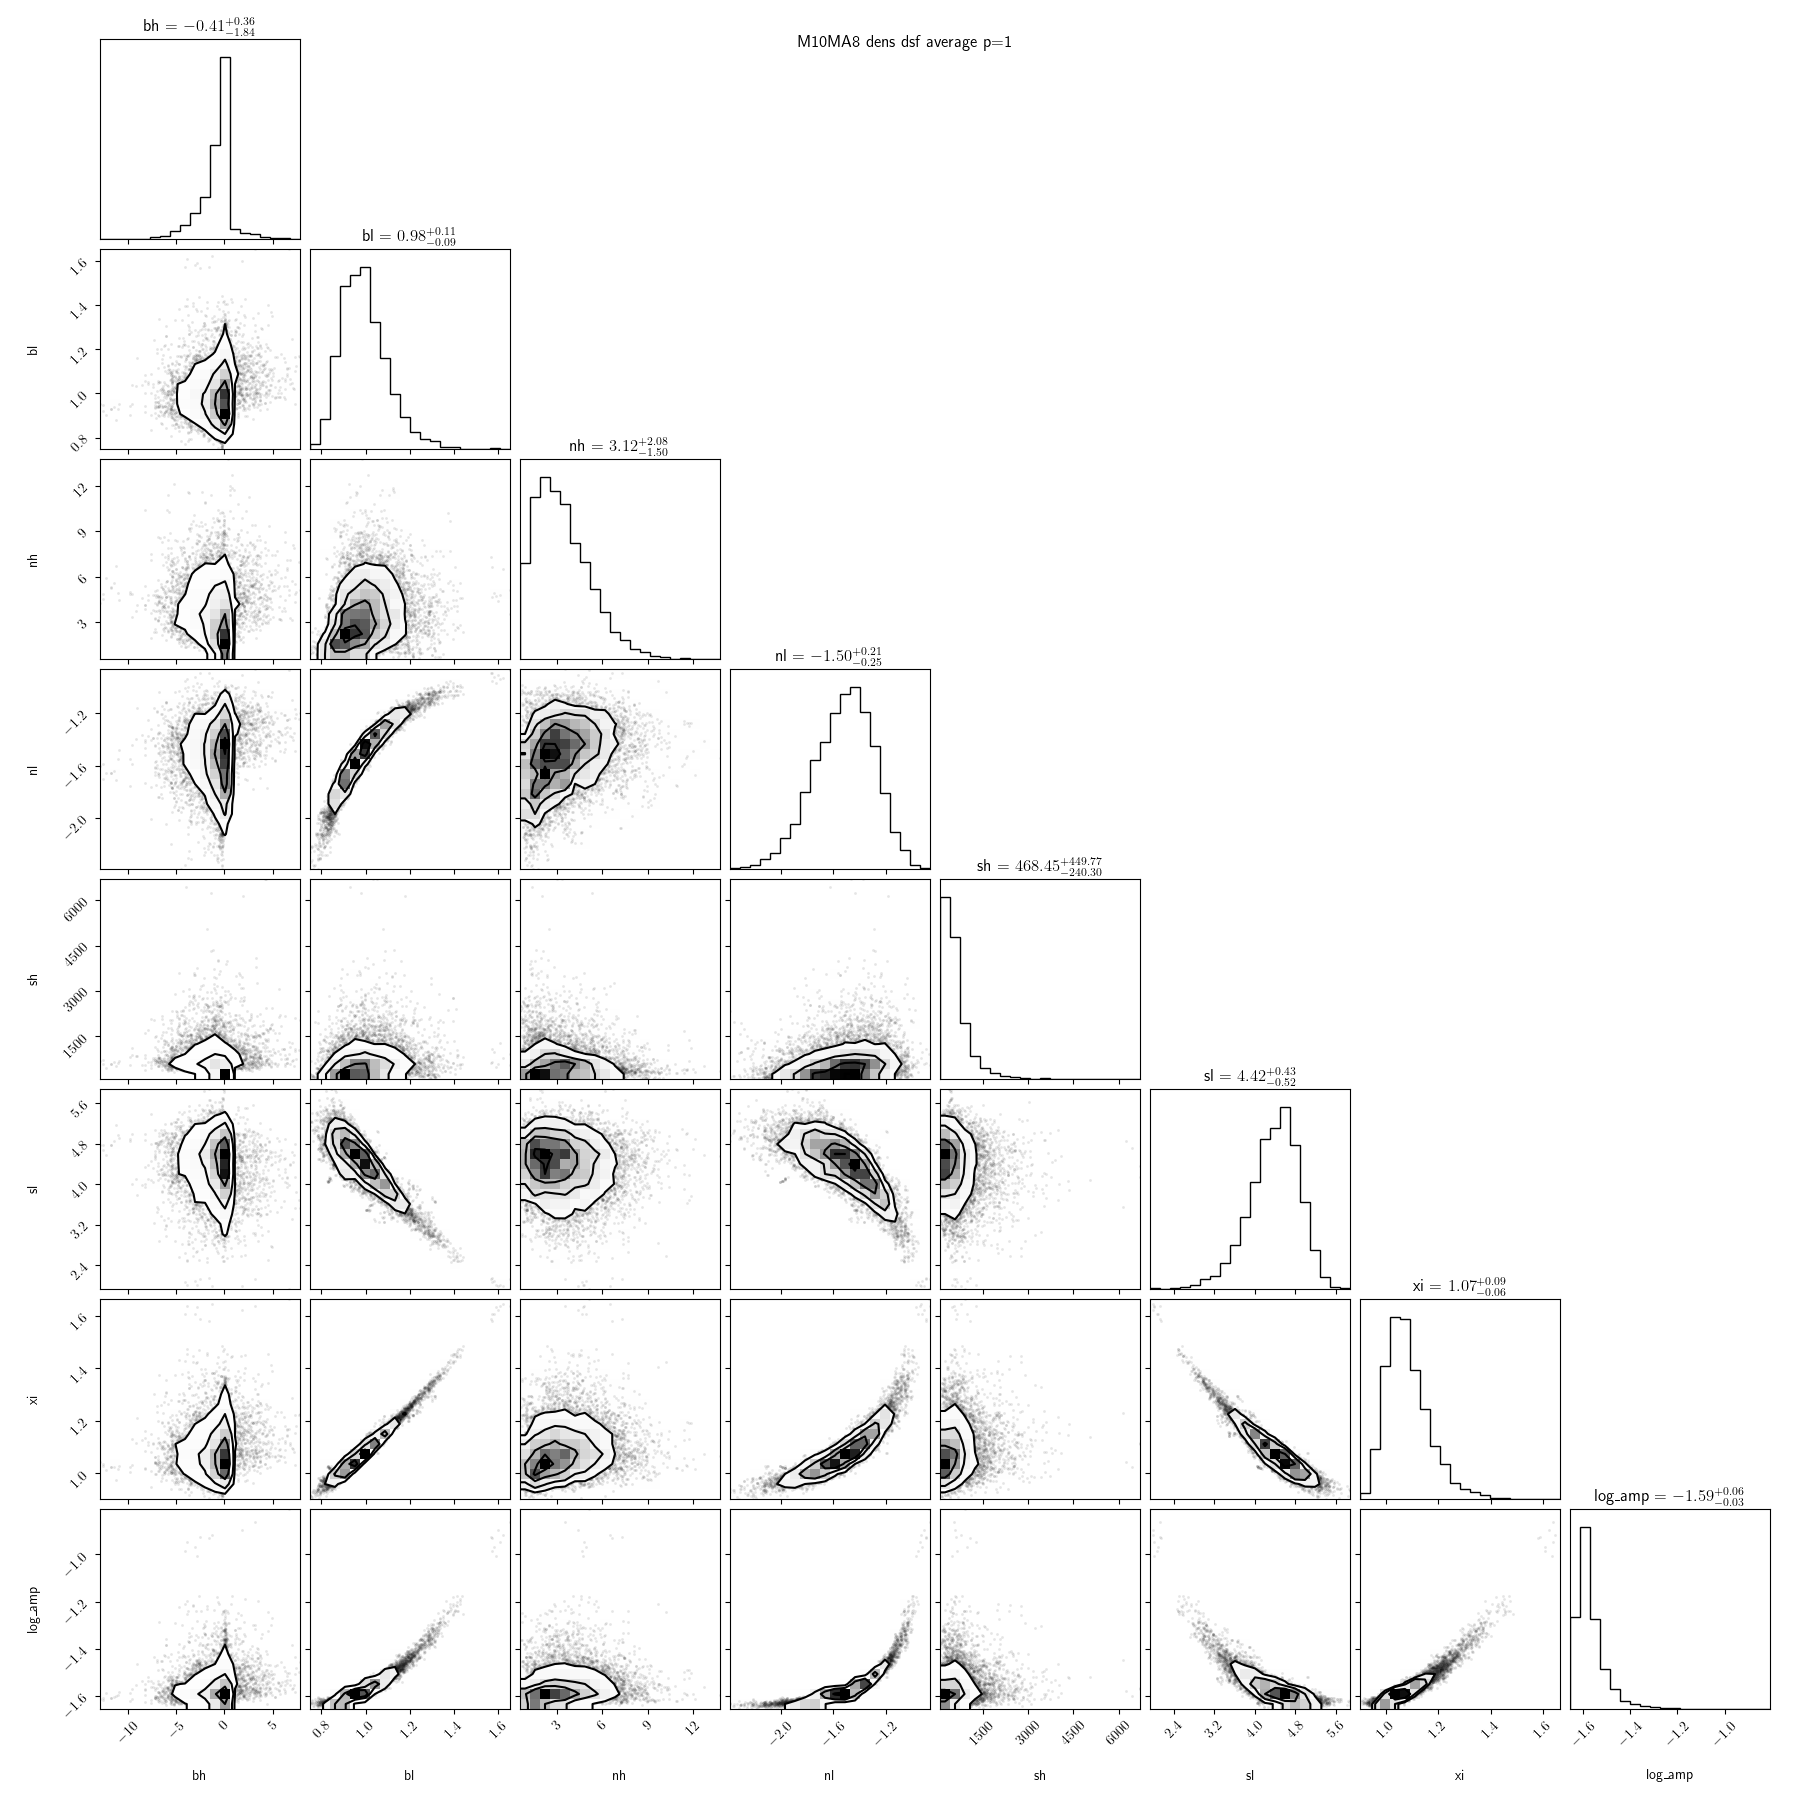 bh = −0.41 +0.36 −1.84
M10MA8 dens dsf average p=1
bl = 0.98 +0.11 −0.09
1.6
1.4
1.2
1.0
0.8
bl
nh = 3.12 +2.08 −1.50
12
9
6
3
nh
nl = −1.50 +0.21 −0.25
−1.2
−1.6
−2.0
nl
sh = 468.45 +449.77 −240.30
6000
4500
3000
1500
sh
sl = 4.42 +0.43 −0.52
5.6
4.8
4.0
3.2
2.4
sl
xi = 1.07 +0.09 −0.06
1.6
1.4
1.2
1.0
xi
log_amp = −1.59 +0.06 −0.03
−1.0
−1.2
−1.4
−1.6
log_amp
−10 −5 0 5 0.8 1.0 1.2 1.4 1.6 3 6 9 12 −2.0 −1.6 −1.2 1500 3000 4500 6000 2.4 3.2 4.0 4.8 5.6 1.0 1.2 1.4 1.6 −1.6 −1.4 −1.2 −1.0
bh bl nh nl sh sl xi log_amp